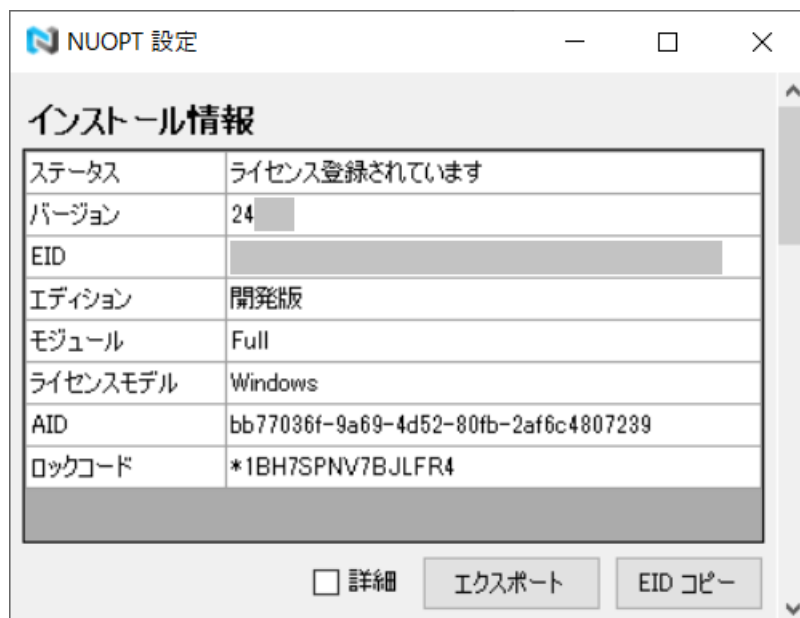 NUOPT 設定
インストール情報
ステータス ライセンス登録されています
バージョン 24
EID
エディション 開発版
モジュール Full
ライセンスモデル Windows
AID bb77036f-9a69-4d52-80fb-2af6c4807239
ロックコード *1BH7SPNV7BJLFR4
詳細 エクスポート EID コピー